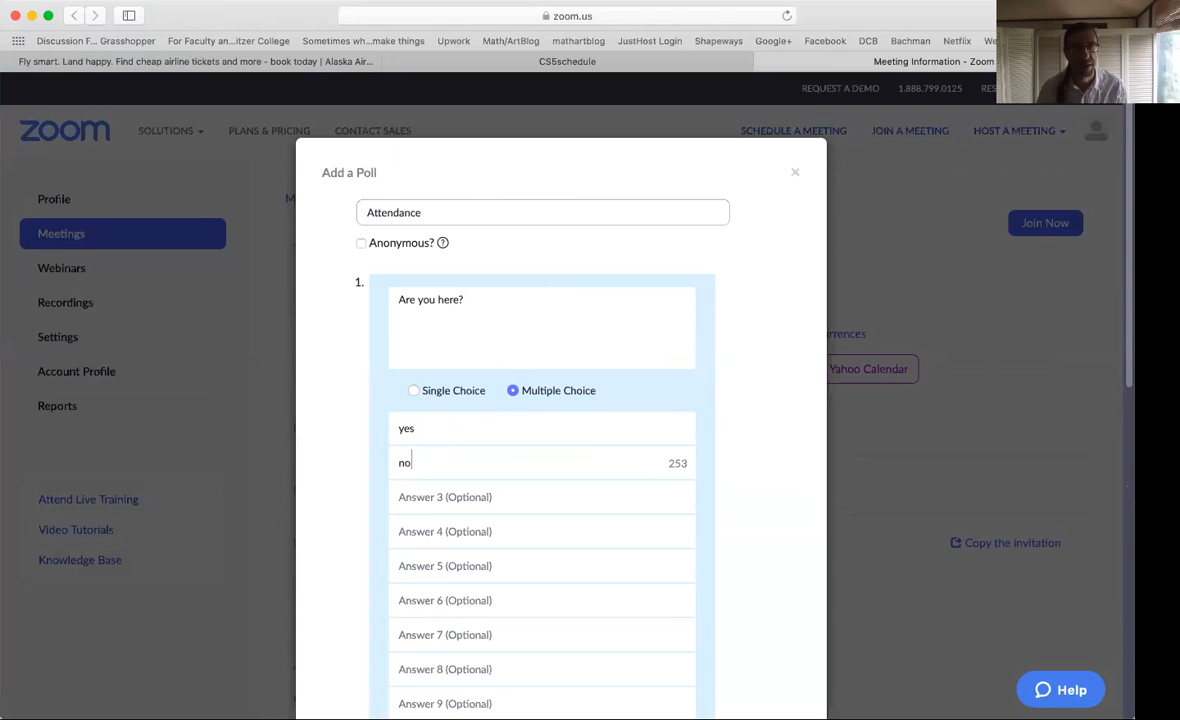 zoom.us
Discussion F... Grasshopper For Faculty an...itzer College Sometimes wh...make things Upwork Math/ArtBlog mathartblog JustHost Login Shapeways Google+ Facebook DCB Bachman Netflix We
Fly smart. Land happy. Find cheap airline tickets and more - book today | Alaska Air... CS5schedule Meeting Information - Zoom
REQUEST A DEMO 1.888.799.0125 RES
zoom SOLUTIONS PLANS & PRICING CONTACT SALES SCHEDULE A MEETING JOIN A MEETING HOST A MEETING
Add a Poll ×
Profile M
Attendance
Join Now
Meetings
Anonymous? ?
Webinars
1. Are you here?
Recordings
Settings urrences
Account Profile Yahoo Calendar
Single Choice Multiple Choice
Reports
yes
no 253
Attend Live Training Answer 3 (Optional)
Video Tutorials Answer 4 (Optional) Copy the invitation
Knowledge Base Answer 5 (Optional)
Answer 6 (Optional)
Answer 7 (Optional)
Answer 8 (Optional)
Help
Answer 9 (Optional)